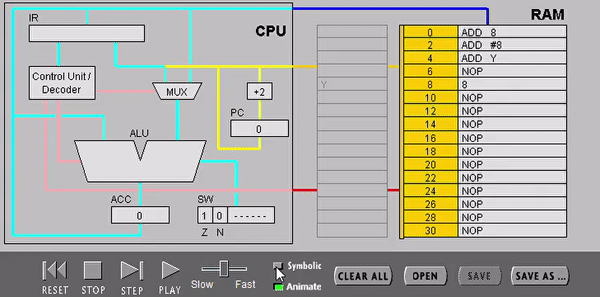 IR
CPU
RAM
Control Unit /
Decoder
MUX
+2
PC
0
ALU
ACC
0
SW
1 0 ------
Z N
Y
0 ADD 8
2 ADD #8
4 ADD Y
6 NOP
8 8
10 NOP
12 NOP
14 NOP
16 NOP
18 NOP
20 NOP
22 NOP
24 NOP
26 NOP
28 NOP
30 NOP
RESET STOP STEP PLAY
Slow Fast
Symbolic
Animate
CLEAR ALL OPEN SAVE SAVE AS ...